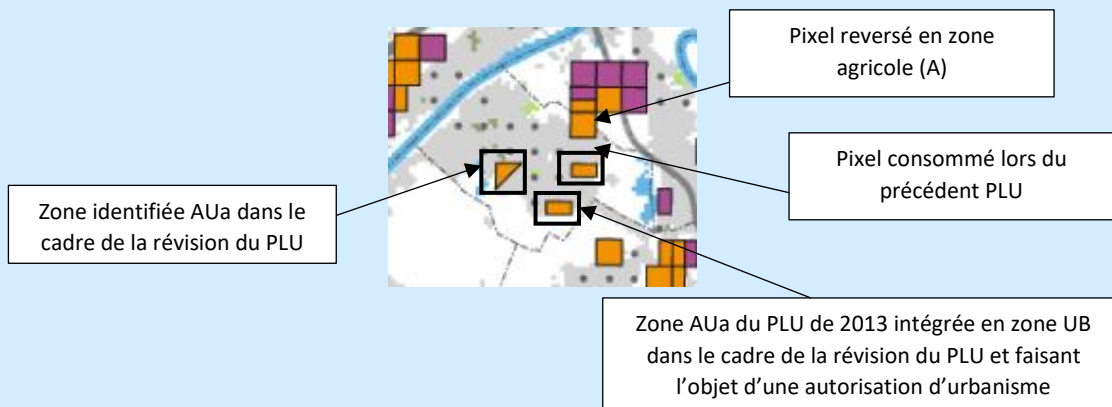 Pixel reversé en zone
agricole (A)
Pixel consommé lors du
précédent PLU
Zone identifiée AUa dans le
cadre de la révision du PLU
Zone AUa du PLU de 2013 intégrée en zone UB
dans le cadre de la révision du PLU et faisant
l’objet d’une autorisation d’urbanisme